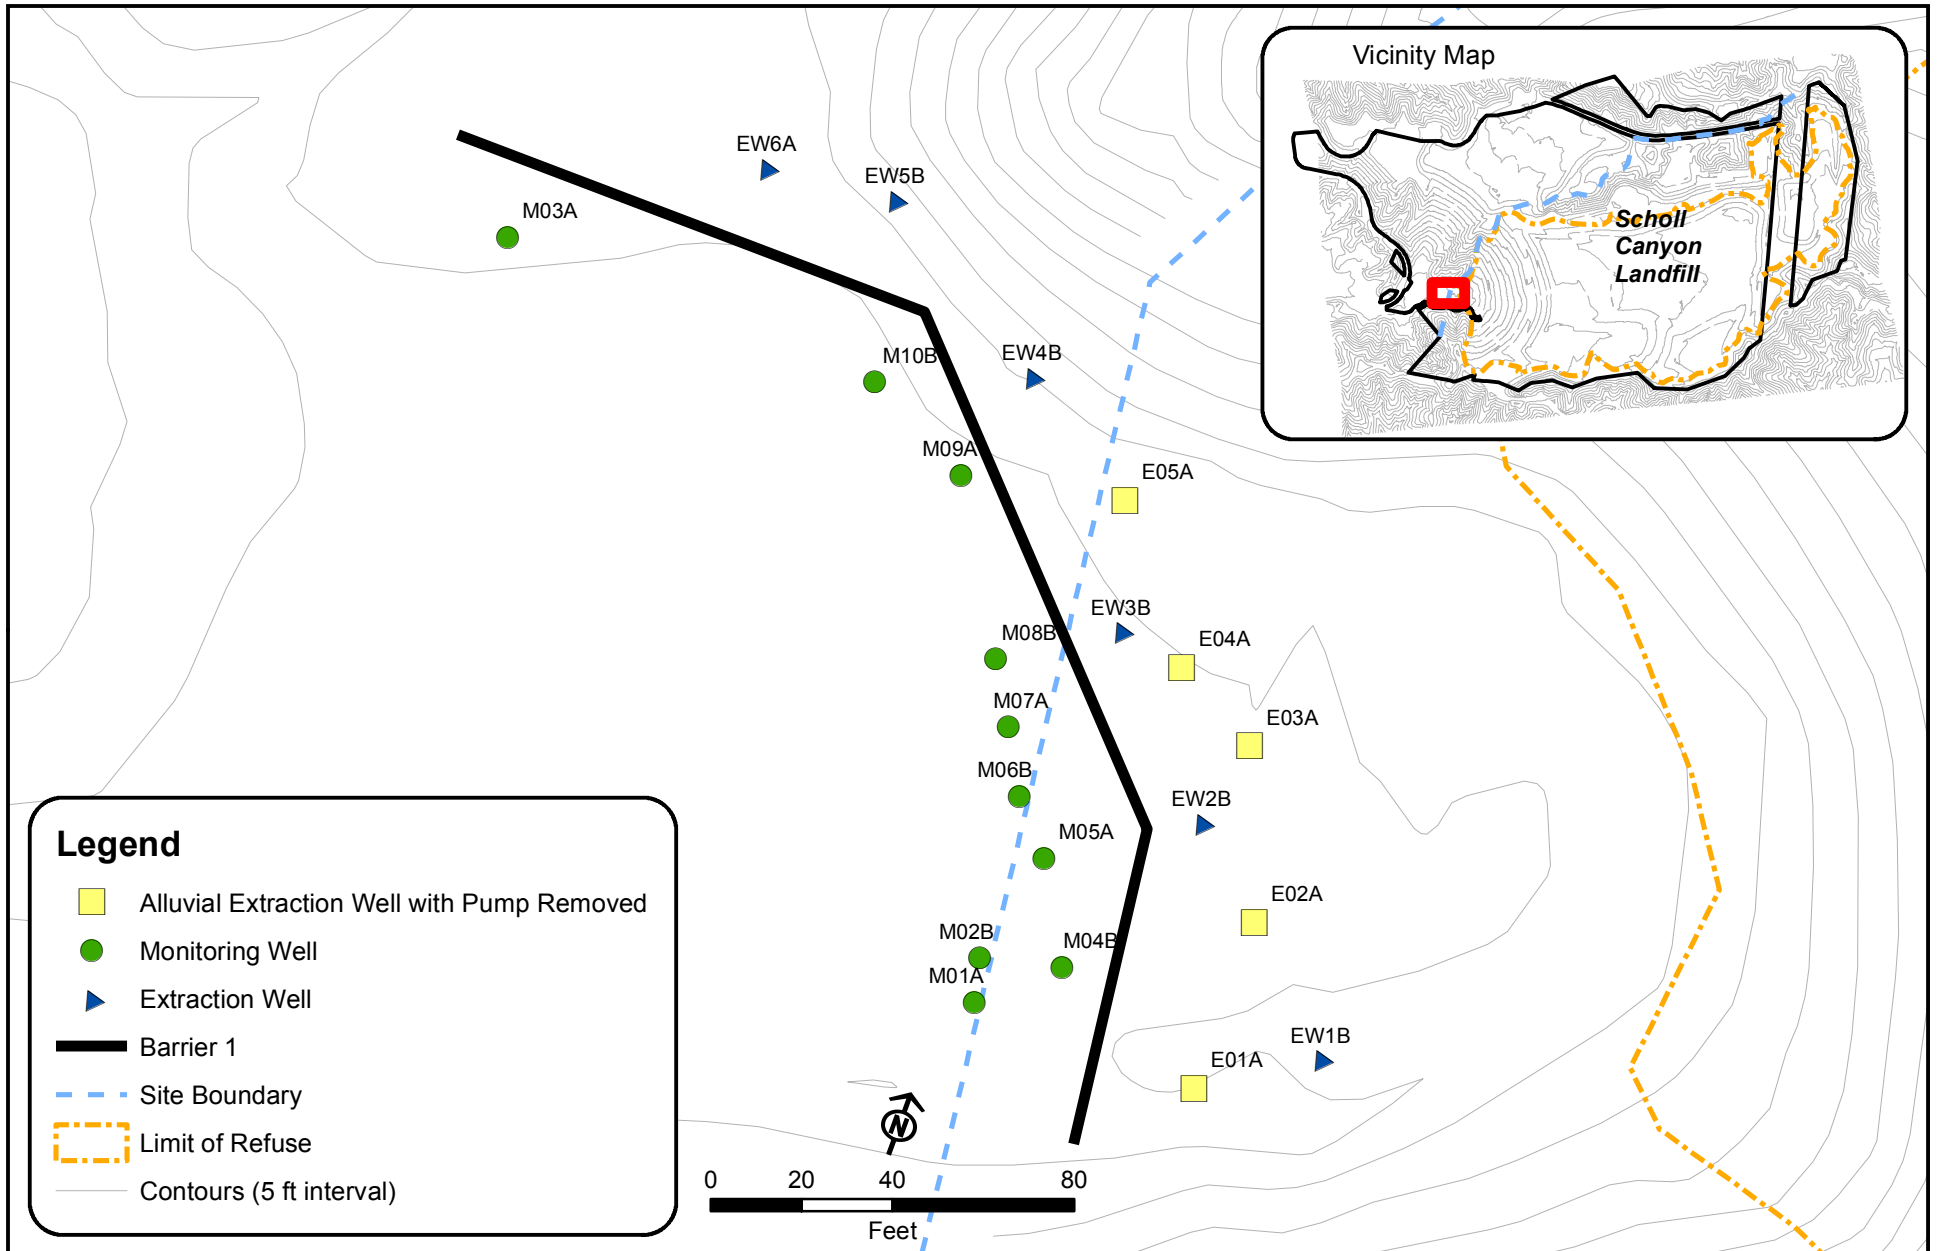 Vicinity Map
Scholl
Canyon
Landfill
EW6A
EW5B
M03A
M10B
EW4B
M09A
E05A
EW3B
M08B
E04A
M07A
E03A
M06B
EW2B
M05A
E02A
M02B
M04B
M01A
EW1B
E01A
N
0 20 40 80
Feet
Legend
Alluvial Extraction Well with Pump Removed
Monitoring Well
Extraction Well
Barrier 1
Site Boundary
Limit of Refuse
Contours (5 ft interval)